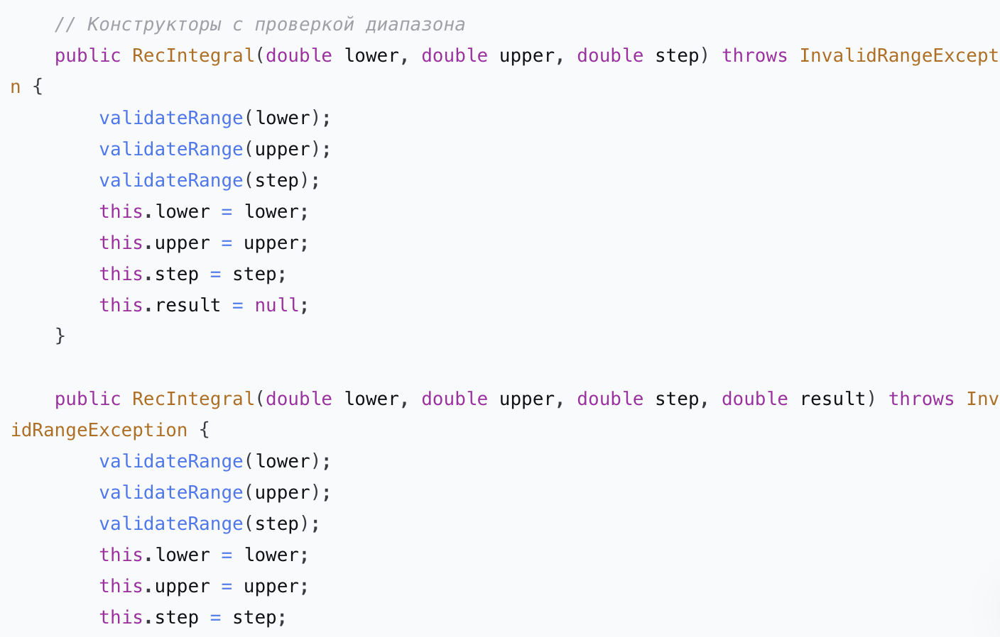 // Конструкторы с проверкой диапазона
public RecIntegral(double lower, double upper, double step) throws InvalidRangeExcept
n {
validateRange(lower);
validateRange(upper);
validateRange(step);
this.lower = lower;
this.upper = upper;
this.step = step;
this.result = null;
}
public RecIntegral(double lower, double upper, double step, double result) throws Inv
idRangeException {
validateRange(lower);
validateRange(upper);
validateRange(step);
this.lower = lower;
this.upper = upper;
this.step = step;